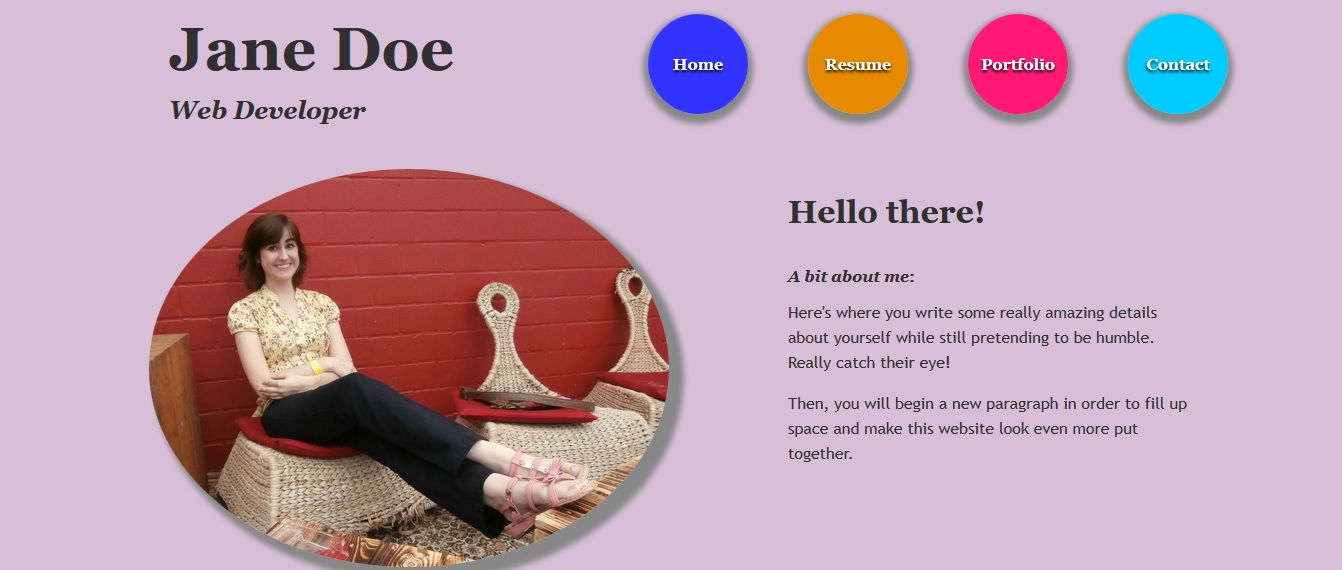 Jane Doe
Web Developer
Home
Resume
Portfolio
Contact
Hello there!
A bit about me:
Here's where you write some really amazing details
about yourself while still pretending to be humble.
Really catch their eye!
Then, you will begin a new paragraph in order to fill up
space and make this website look even more put
together.